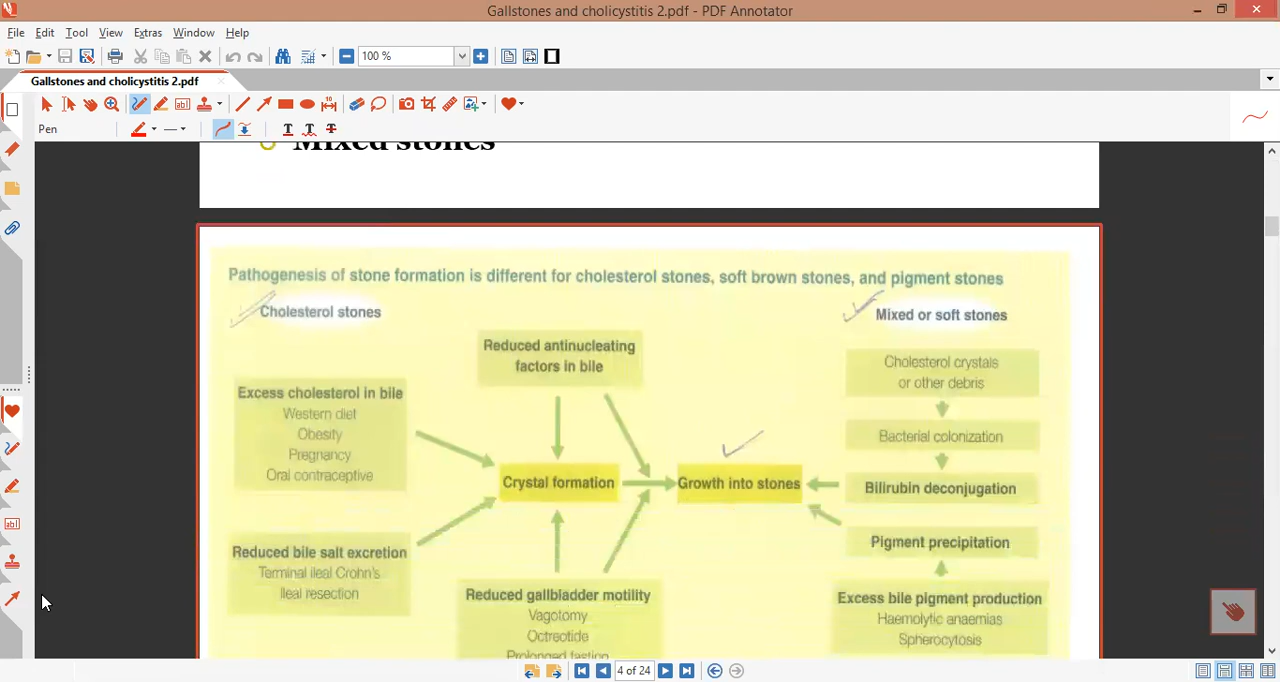 Gallstones and cholicystitis 2.pdf - PDF Annotator
File Edit Tool View Extras Window Help
100 %
Gallstones and cholicystitis 2.pdf
Pen
Mixed stones
Pathogenesis of stone formation is different for cholesterol stones, soft brown stones, and pigment stones
Cholesterol stones
Mixed or soft stones
Reduced antinucleating
factors in bile
Excess cholesterol in bile
Western diet
Obesity
Pregnancy
Oral contraceptive
Cholesterol crystals
or other debris
Bacterial colonization
Crystal formation
Growth into stones
Bilirubin deconjugation
Pigment precipitation
Reduced bile salt excretion
Terminal ileal Crohn's
Ileal resection
Reduced gallbladder motility
Vagotomy
Octreotide
Prolonged fasting
Excess bile pigment production
Haemolytic anaemias
Spherocytosis
4 of 24